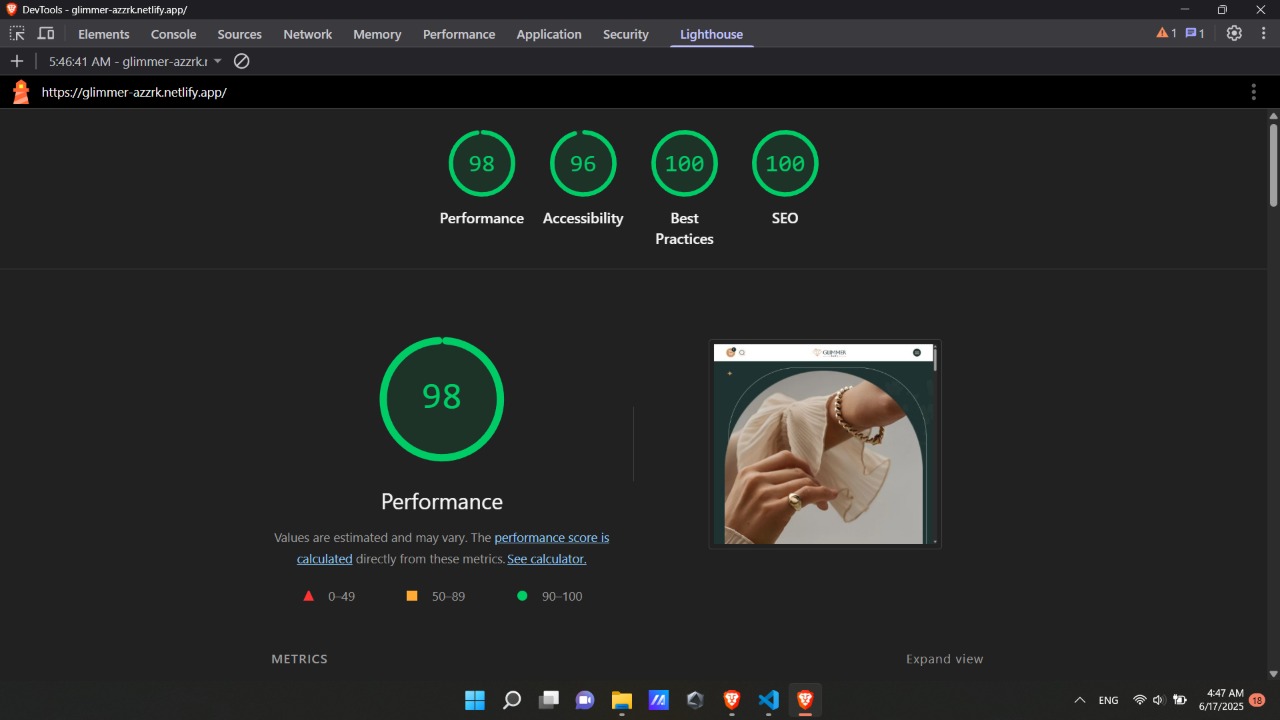 DevTools - glimmer-azzrk.netlify.app/
Elements Console Sources Network Memory Performance Application Security Lighthouse 1 1
5:46:41 AM - glimmer-azzrk.r
https://glimmer-azzrk.netlify.app/
98 96 100 100
Performance Accessibility Best Practices SEO
98
GLIMMER
Performance
Values are estimated and may vary. The performance score is
calculated directly from these metrics. See calculator.
0–49 50–89 90–100
METRICS Expand view
ENG 4:47 AM
6/17/2025 18